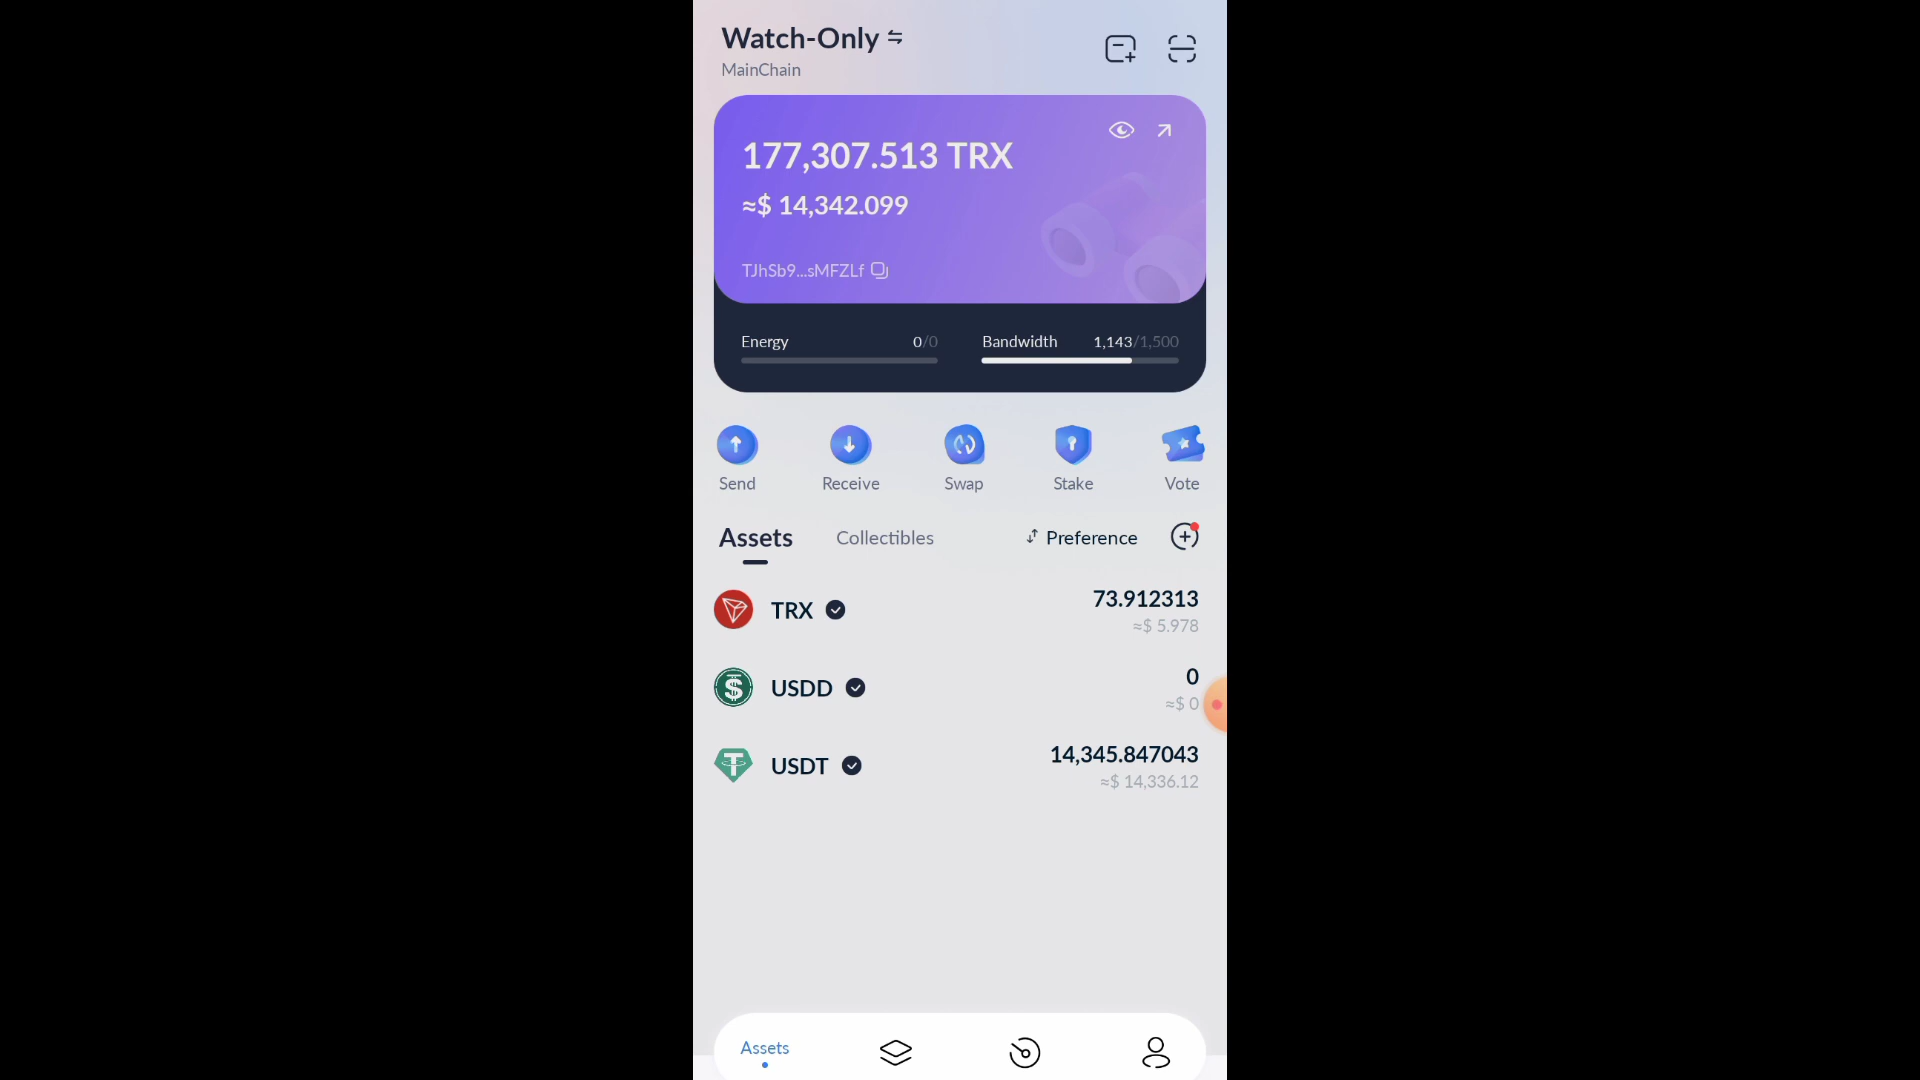 Watch-Only
MainChain
177,307.513 TRX
≈$ 14,342.099
TJhSb9...sMFZLf
Energy 0/0 Bandwidth 1,143/1,500
Send Receive Swap Stake Vote
Assets Collectibles Preference
TRX 73.912313
≈$ 5.978
USDD 0
≈$ 0
USDT 14,345.847043
≈$ 14,336.12
Assets